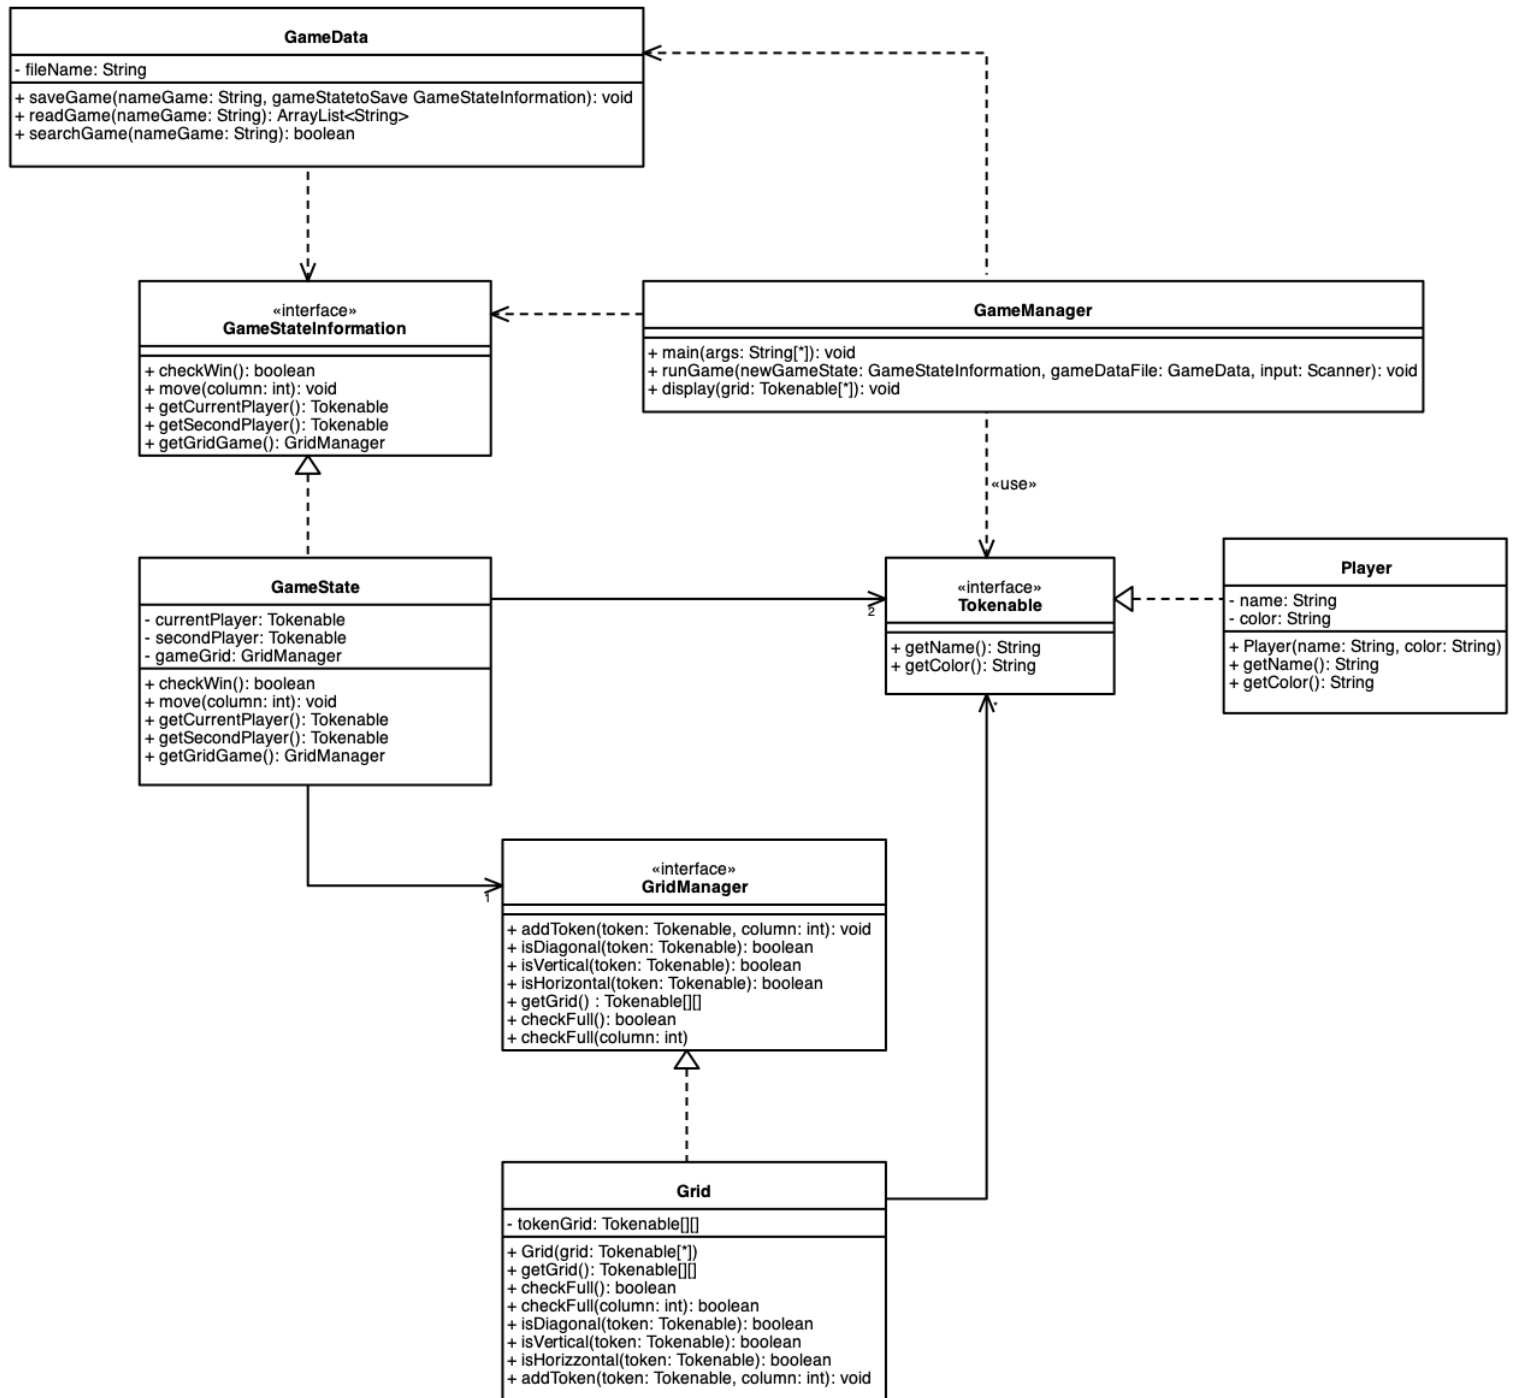 GameData
- fileName: String
+ saveGame(nameGame: String, gameStatetoSave GameStateInformation): void
+ readGame(nameGame: String): ArrayList<String>
+ searchGame(nameGame: String): boolean
«interface»
GameStateInformation
+ checkWin(): boolean
+ move(column: int): void
+ getCurrentPlayer(): Tokenable
+ getSecondPlayer(): Tokenable
+ getGridGame(): GridManager
GameManager
+ main(args: String[*]): void
+ runGame(newGameState: GameStateInformation, gameDataFile: GameData, input: Scanner): void
+ display(grid: Tokenable[*]): void
«use»
GameState
- currentPlayer: Tokenable
- secondPlayer: Tokenable
- gameGrid: GridManager
+ checkWin(): boolean
+ move(column: int): void
+ getCurrentPlayer(): Tokenable
+ getSecondPlayer(): Tokenable
+ getGridGame(): GridManager
2
«interface»
Tokenable
+ getName(): String
+ getColor(): String
*
Player
- name: String
- color: String
+ Player(name: String, color: String)
+ getName(): String
+ getColor(): String
1
«interface»
GridManager
+ addToken(token: Tokenable, column: int): void
+ isDiagonal(token: Tokenable): boolean
+ isVertical(token: Tokenable): boolean
+ isHorizontal(token: Tokenable): boolean
+ getGrid() : Tokenable[][]
+ checkFull(): boolean
+ checkFull(column: int)
Grid
- tokenGrid: Tokenable[][]
+ Grid(grid: Tokenable[*])
+ getGrid(): Tokenable[][]
+ checkFull(): boolean
+ checkFull(column: int): boolean
+ isDiagonal(token: Tokenable): boolean
+ isVertical(token: Tokenable): boolean
+ isHorizzontal(token: Tokenable): boolean
+ addToken(token: Tokenable, column: int): void